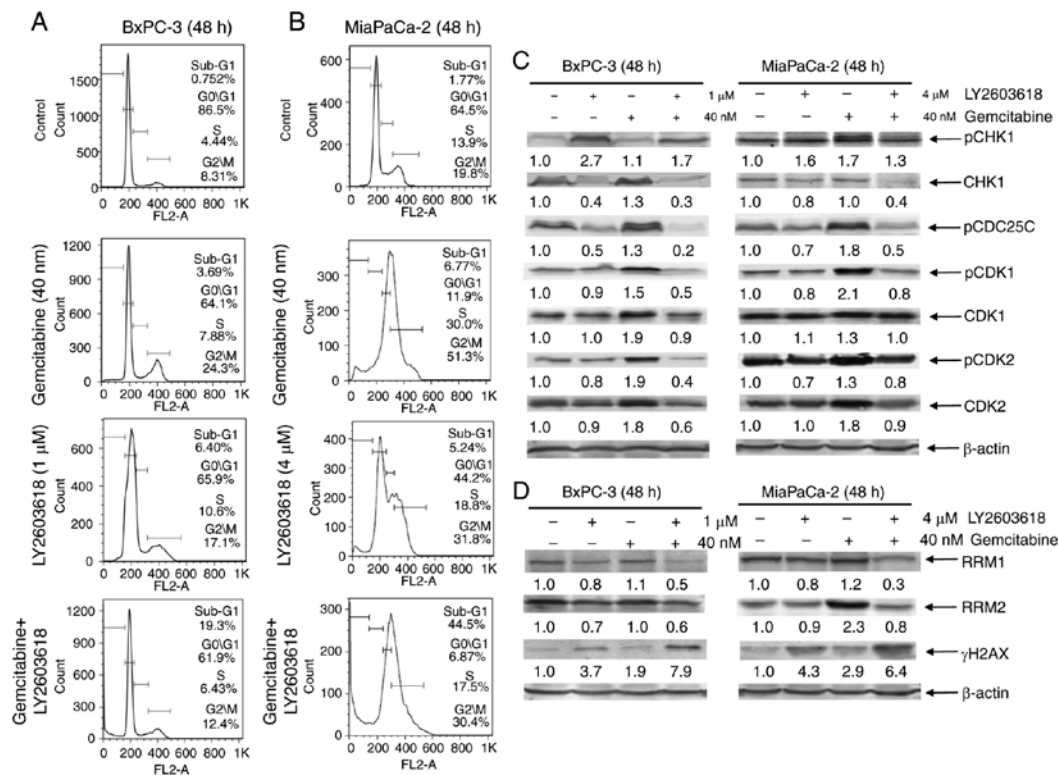 A
BxPC-3 (48 h)
Control
Count
1500
1000
500
0
Sub-G1
0.752%
G0\G1
86.5%
S
4.44%
G2\M
8.31%
0 200 400 600 800 1K
FL2-A
Gemcitabine (40 nm)
Count
1200
900
600
300
0
Sub-G1
3.69%
G0\G1
64.1%
S
7.88%
G2\M
24.3%
0 200 400 600 800 1K
FL2-A
LY2603618 (1 μM)
Count
750
600
450
300
150
0
Sub-G1
6.40%
G0\G1
65.9%
S
10.6%
G2\M
17.1%
0 200 400 600 800 1K
FL2-A
Gemcitabine+
LY2603618
Count
1200
900
600
300
0
Sub-G1
19.3%
G0\G1
61.9%
S
6.43%
G2\M
12.4%
0 200 400 600 800 1K
FL2-A
B
MiaPaCa-2 (48 h)
Control
Count
600
400
200
0
Sub-G1
1.77%
G0\G1
64.5%
S
13.9%
G2\M
19.8%
0 200 400 600 800 1K
FL2-A
Gemcitabine (40 nm)
Count
300
200
100
0
Sub-G1
6.77%
G0\G1
11.9%
S
30.0%
G2\M
51.3%
0 200 400 600 800 1K
FL2-A
LY2603618 (4 μM)
Count
400
300
200
100
0
Sub-G1
5.24%
G0\G1
44.2%
S
18.8%
G2\M
31.8%
0 200 400 600 800 1K
FL2-A
Gemcitabine+
LY2603618
Count
300
250
200
150
100
50
0
Sub-G1
44.5%
G0\G1
6.87%
S
17.5%
G2\M
30.4%
0 200 400 600 800 1K
FL2-A
C
BxPC-3 (48 h) MiaPaCa-2 (48 h)
− + − + 1 μM − + − + 4 μM LY2603618
− − + + 40 nM − − + + 40 nM Gemcitabine
pCHK1
1.0 2.7 1.1 1.7 1.0 1.6 1.7 1.3
CHK1
1.0 0.4 1.3 0.3 1.0 0.8 1.0 0.4
pCDC25C
1.0 0.5 1.3 0.2 1.0 0.7 1.8 0.5
pCDK1
1.0 0.9 1.5 0.5 1.0 0.8 2.1 0.8
CDK1
1.0 1.1 1.9 0.9 1.0 1.1 1.3 1.0
pCDK2
1.0 0.8 1.9 0.4 1.0 0.7 1.3 0.8
CDK2
1.0 0.9 1.8 0.6 1.0 1.0 1.8 0.9
β-actin
D
BxPC-3 (48 h) MiaPaCa-2 (48 h)
− + − + 1 μM − + − + 4 μM LY2603618
− − + + 40 nM − − + + 40 nM Gemcitabine
RRM1
1.0 0.8 1.1 0.5 1.0 0.8 1.2 0.3
RRM2
1.0 0.7 1.0 0.6 1.0 0.9 2.3 0.8
γH2AX
1.0 3.7 1.9 7.9 1.0 4.3 2.9 6.4
β-actin